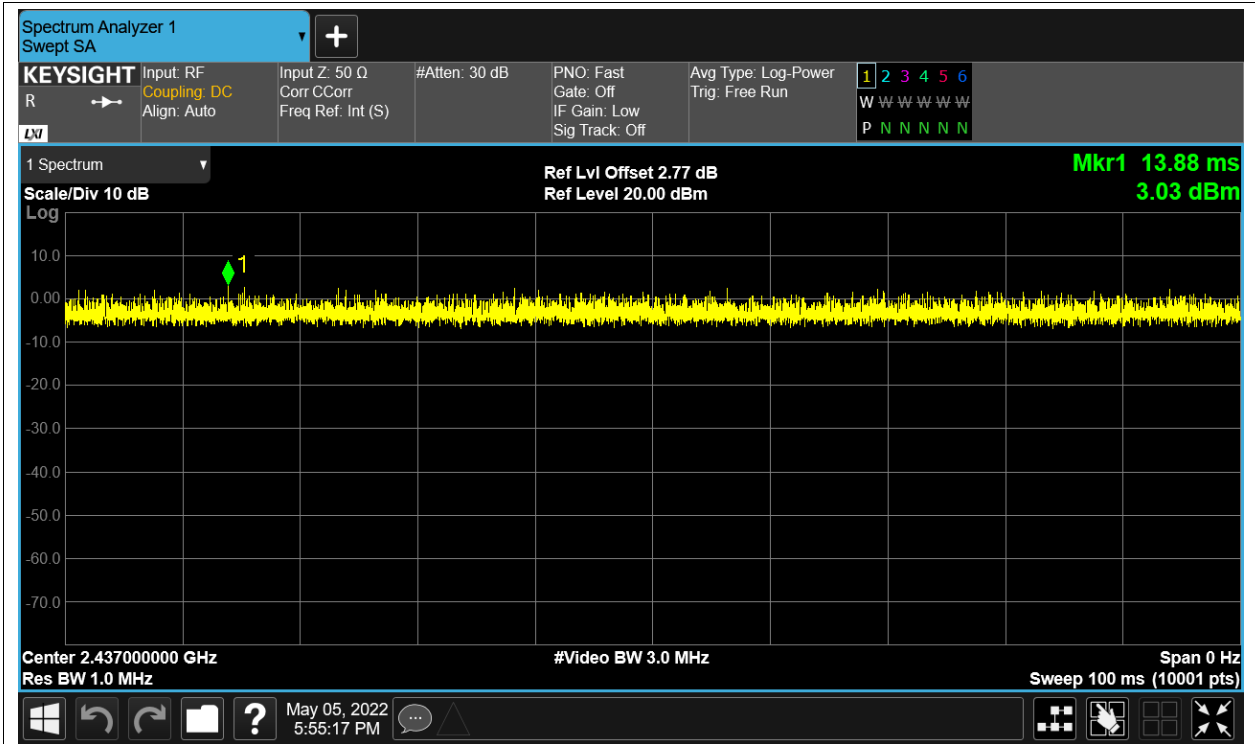 Spectrum Analyzer 1
Swept SA
KEYSIGHT
R
LXI
Input: RF
Coupling: DC
Align: Auto
Input Z: 50 Ω
Corr CCorr
Freq Ref: Int (S)
#Atten: 30 dB
PNO: Fast
Gate: Off
IF Gain: Low
Sig Track: Off
Avg Type: Log-Power
Trig: Free Run
1 2 3 4 5 6
W W W W W W
P N N N N N
1 Spectrum
Scale/Div 10 dB
Ref Lvl Offset 2.77 dB
Ref Level 20.00 dBm
Mkr1 13.88 ms
3.03 dBm
Log
10.0
1
0.00
-10.0
-20.0
-30.0
-40.0
-50.0
-60.0
-70.0
Center 2.437000000 GHz
#Video BW 3.0 MHz
Span 0 Hz
Res BW 1.0 MHz
Sweep 100 ms (10001 pts)
?
May 05, 2022
5:55:17 PM